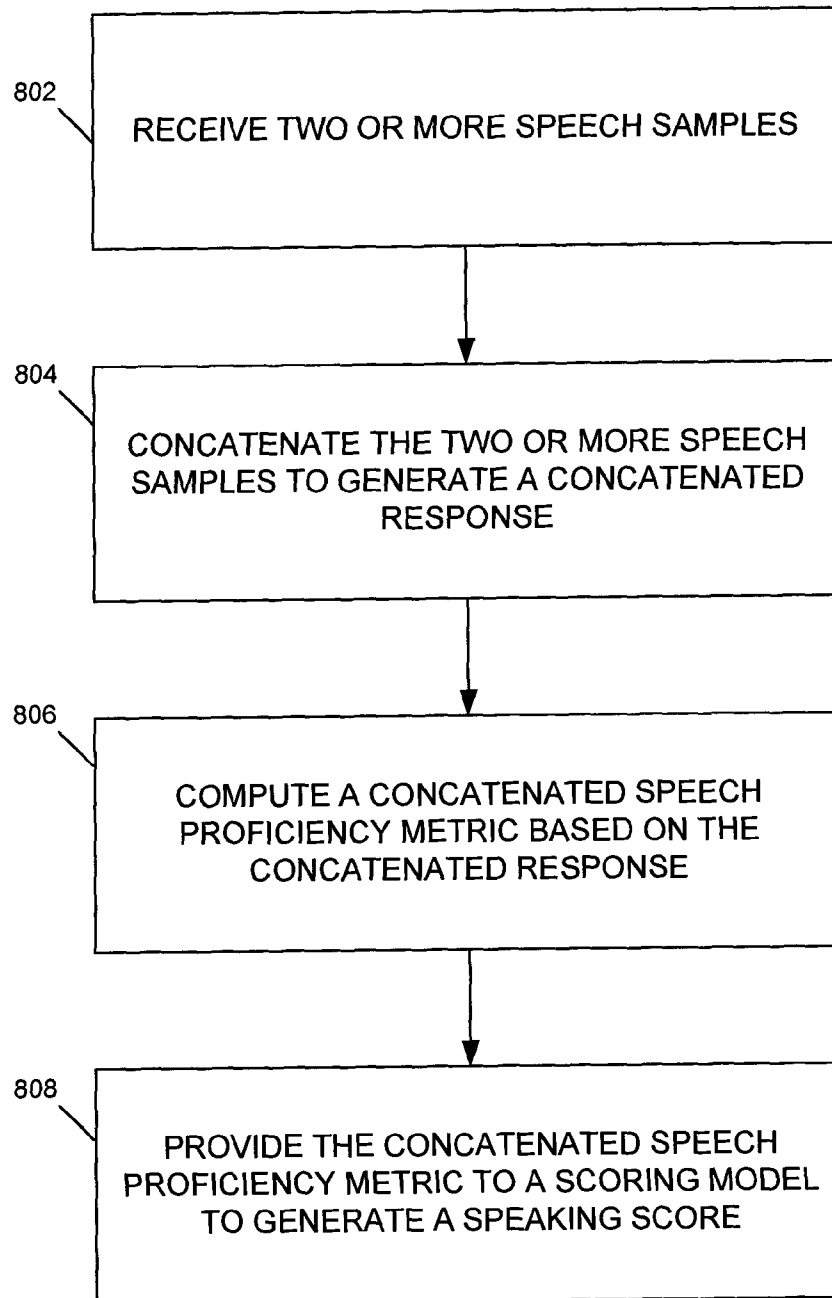 802
RECEIVE TWO OR MORE SPEECH SAMPLES
804
CONCATENATE THE TWO OR MORE SPEECH
SAMPLES TO GENERATE A CONCATENATED
RESPONSE
806
COMPUTE A CONCATENATED SPEECH
PROFICIENCY METRIC BASED ON THE
CONCATENATED RESPONSE
808
PROVIDE THE CONCATENATED SPEECH
PROFICIENCY METRIC TO A SCORING MODEL
TO GENERATE A SPEAKING SCORE